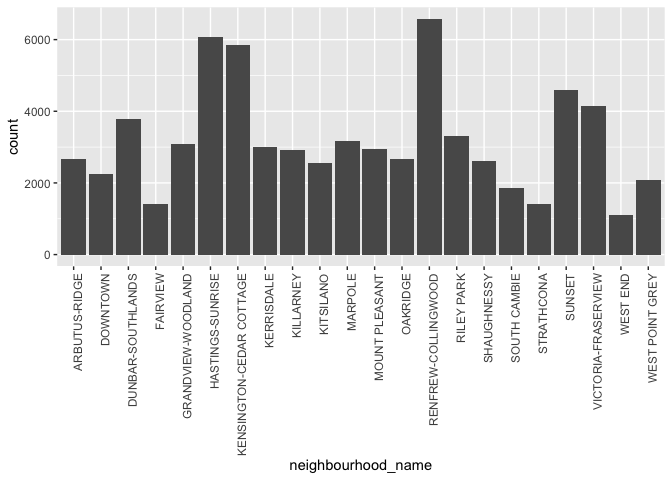 6000
4000
2000
0
count
ARBUTUS-RIDGE
DOWNTOWN
DUNBAR-SOUTHLANDS
FAIRVIEW
GRANDVIEW-WOODLAND
HASTINGS-SUNRISE
KENSINGTON-CEDAR COTTAGE
KERRISDALE
KILLARNEY
KITSILANO
MARPOLE
MOUNT PLEASANT
OAKRIDGE
RENFREW-COLLINGWOOD
RILEY PARK
SHAUGHNESSY
SOUTH CAMBIE
STRATHCONA
SUNSET
VICTORIA-FRASERVIEW
WEST END
WEST POINT GREY
neighbourhood_name